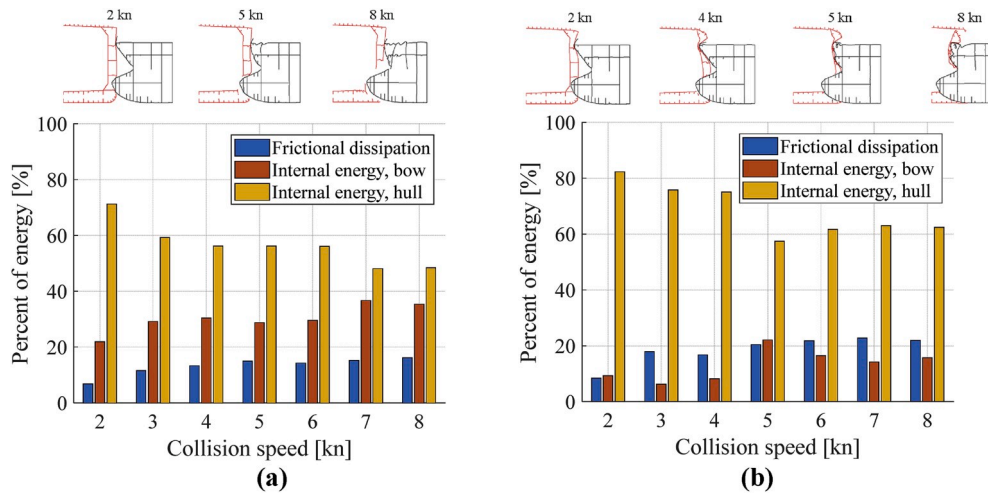 2 kn
5 kn
8 kn
100
80
60
40
20
0
Percent of energy [%]
Frictional dissipation
Internal energy, bow
Internal energy, hull
2 3 4 5 6 7 8
Collision speed [kn]
(a)
2 kn
4 kn
5 kn
8 kn
100
80
60
40
20
0
Percent of energy [%]
Frictional dissipation
Internal energy, bow
Internal energy, hull
2 3 4 5 6 7 8
Collision speed [kn]
(b)